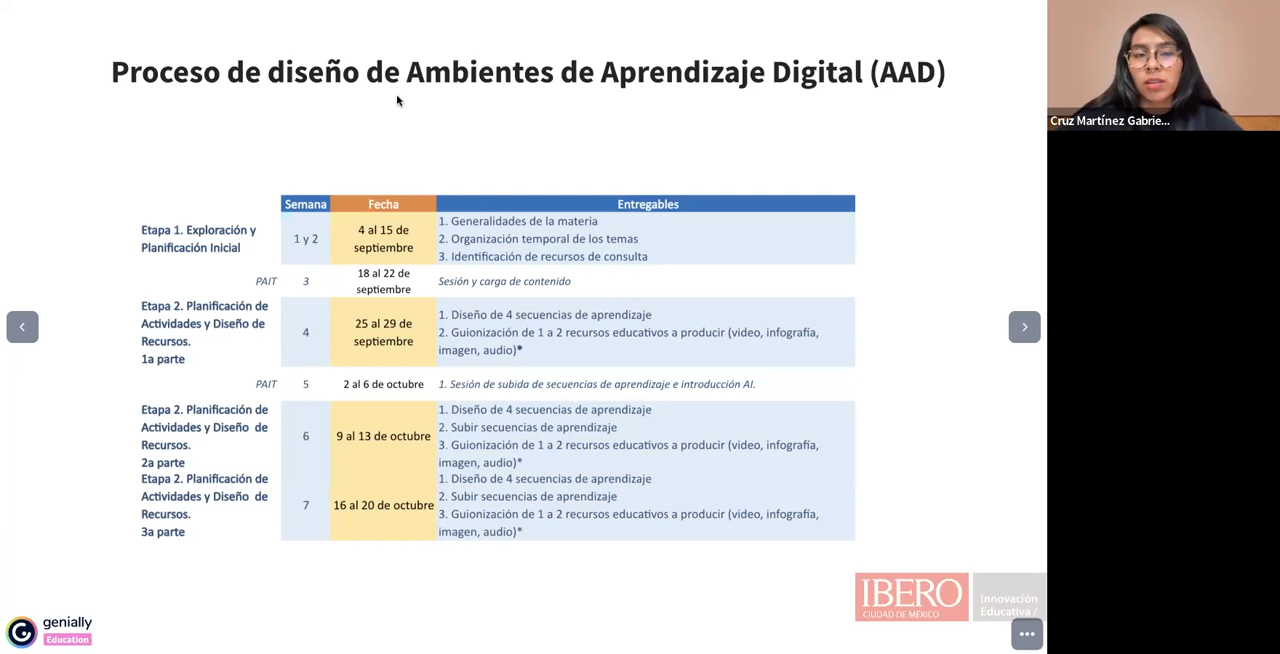 Proceso de diseño de Ambientes de Aprendizaje Digital (AAD)
Cruz Martínez Gabrie...
Semana Fecha Entregables
Etapa 1. Exploración y
Planificación Inicial
1 y 2
4 al 15 de
septiembre
1. Generalidades de la materia
2. Organización temporal de los temas
3. Identificación de recursos de consulta
PAIT
3
18 al 22 de
septiembre
Sesión y carga de contenido
Etapa 2. Planificación de
Actividades y Diseño de
Recursos.
1a parte
4
25 al 29 de
septiembre
1. Diseño de 4 secuencias de aprendizaje
2. Guionización de 1 a 2 recursos educativos a producir (video, infografía,
imagen, audio)*
PAIT
5
2 al 6 de octubre
1. Sesión de subida de secuencias de aprendizaje e introducción AI.
Etapa 2. Planificación de
Actividades y Diseño de
Recursos.
2a parte
6
9 al 13 de octubre
1. Diseño de 4 secuencias de aprendizaje
2. Subir secuencias de aprendizaje
3. Guionización de 1 a 2 recursos educativos a producir (video, infografía,
imagen, audio)*
Etapa 2. Planificación de
Actividades y Diseño de
Recursos.
3a parte
7
16 al 20 de octubre
1. Diseño de 4 secuencias de aprendizaje
2. Subir secuencias de aprendizaje
3. Guionización de 1 a 2 recursos educativos a producir (video, infografía,
imagen, audio)*
IBERO
CIUDAD DE MÉXICO
Innovación
Educativa /
genially
Education